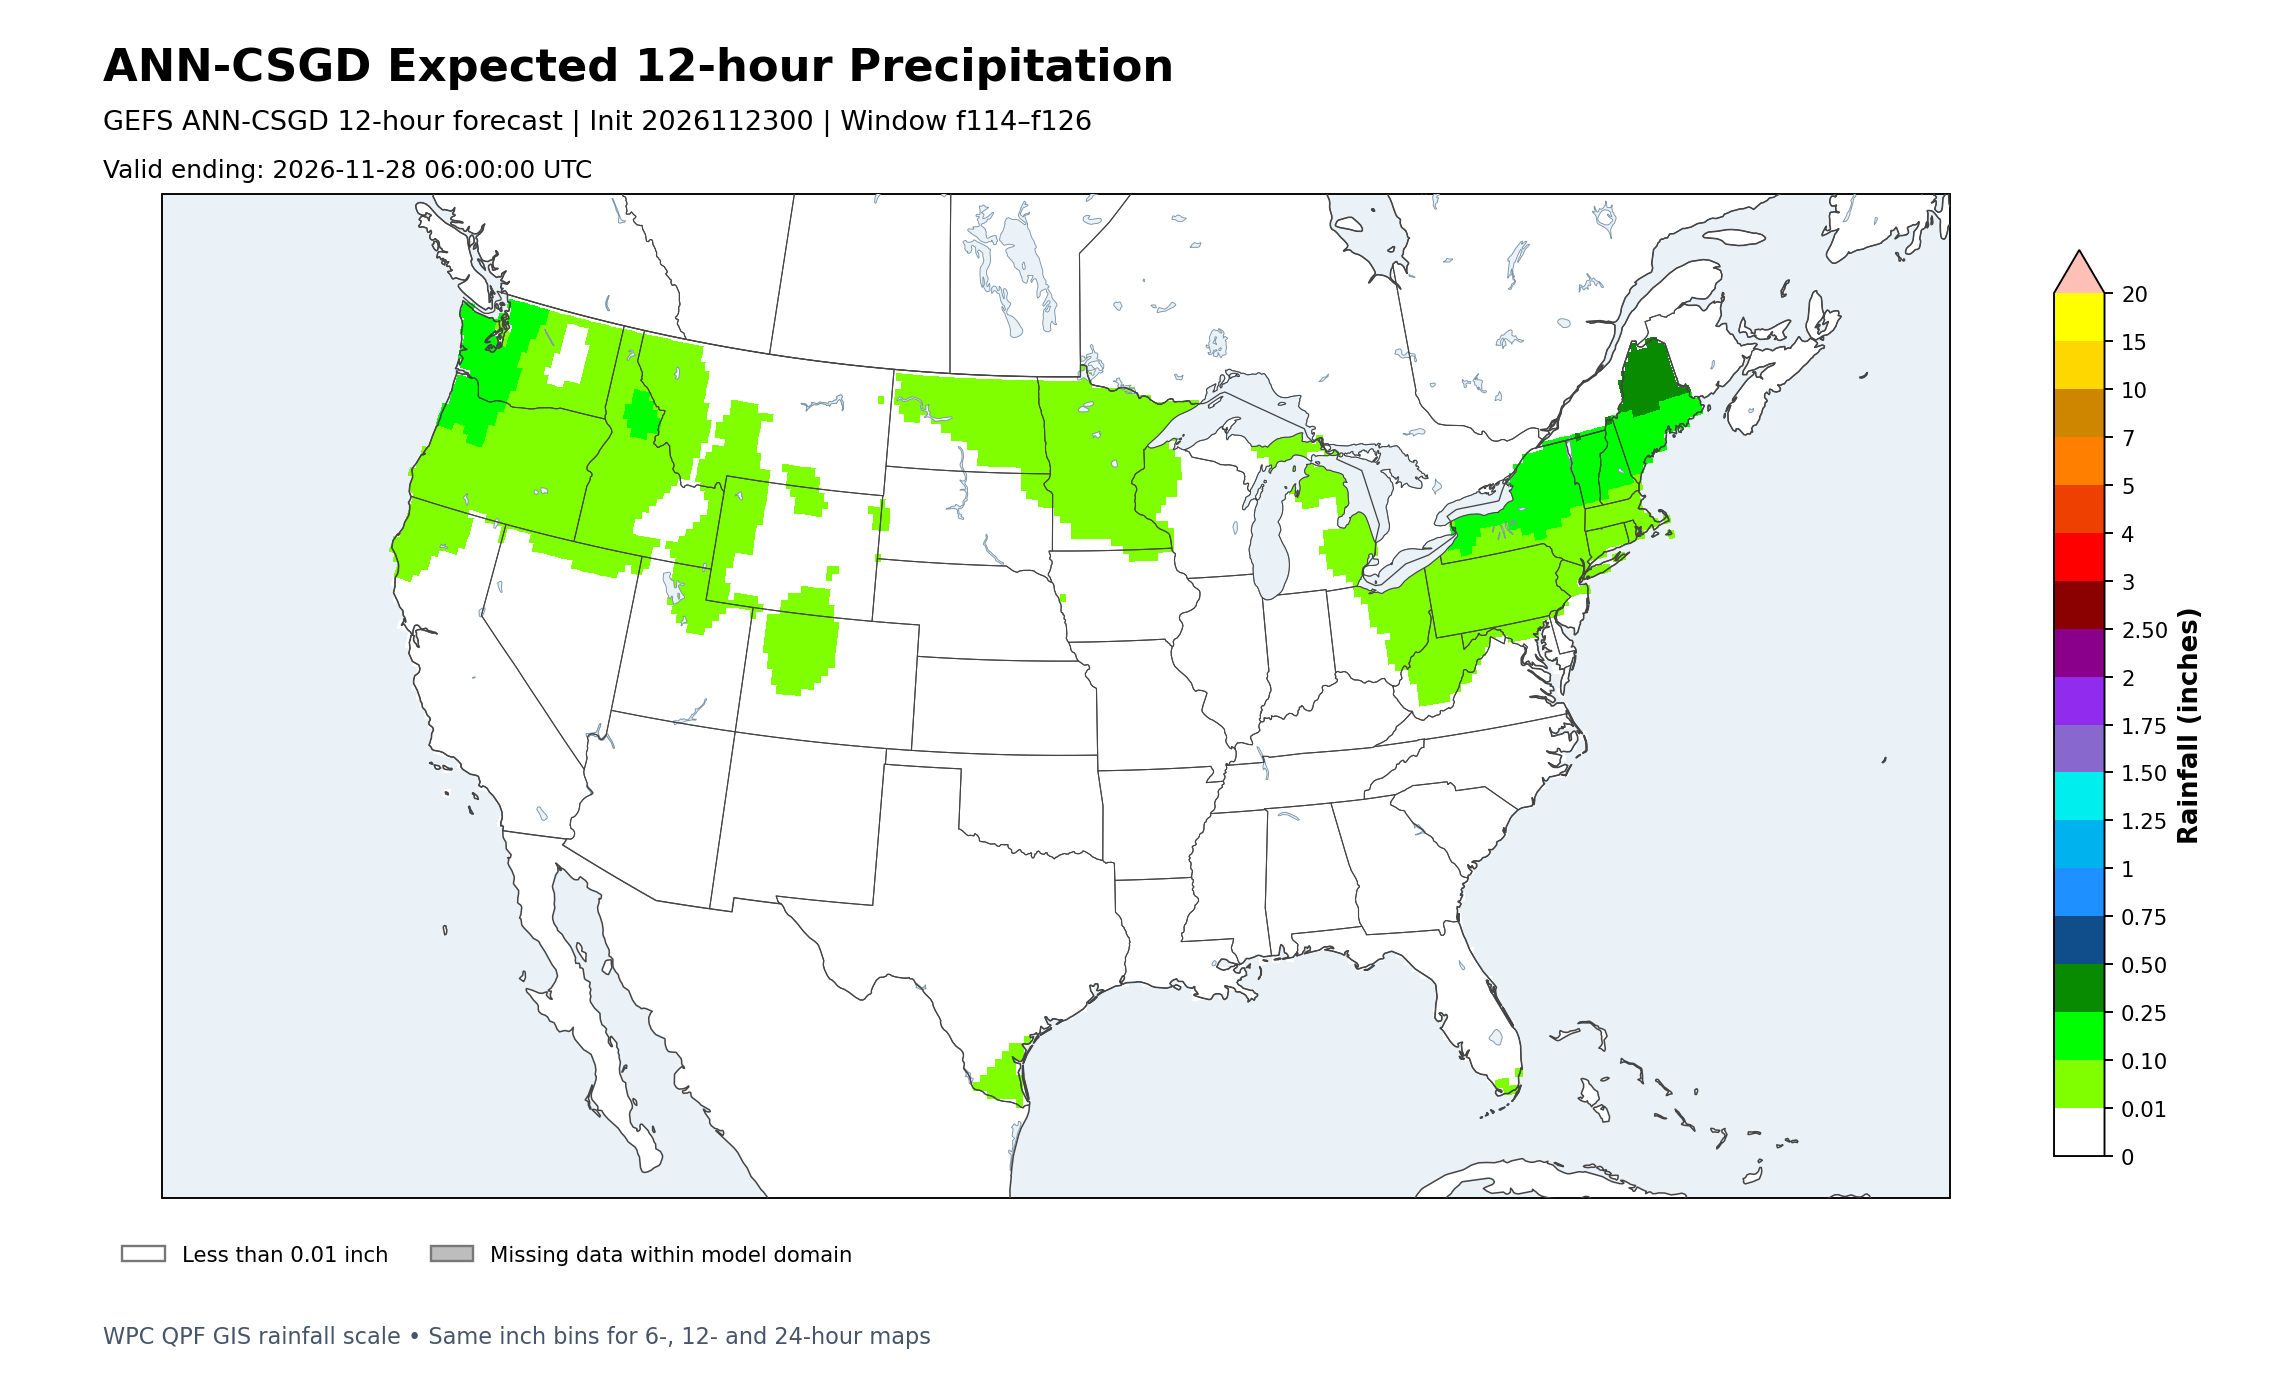 ANN-CSGD Expected 12-hour Precipitation
GEFS ANN-CSGD 12-hour forecast | Init 2026112300 | Window f114–f126
Valid ending: 2026-11-28 06:00:00 UTC
20
15
10
7
5
4
3
2.50
2
1.75
1.50
1.25
1
0.75
0.50
0.25
0.10
0.01
0
Rainfall (inches)
Less than 0.01 inch
Missing data within model domain
WPC QPF GIS rainfall scale • Same inch bins for 6-, 12- and 24-hour maps